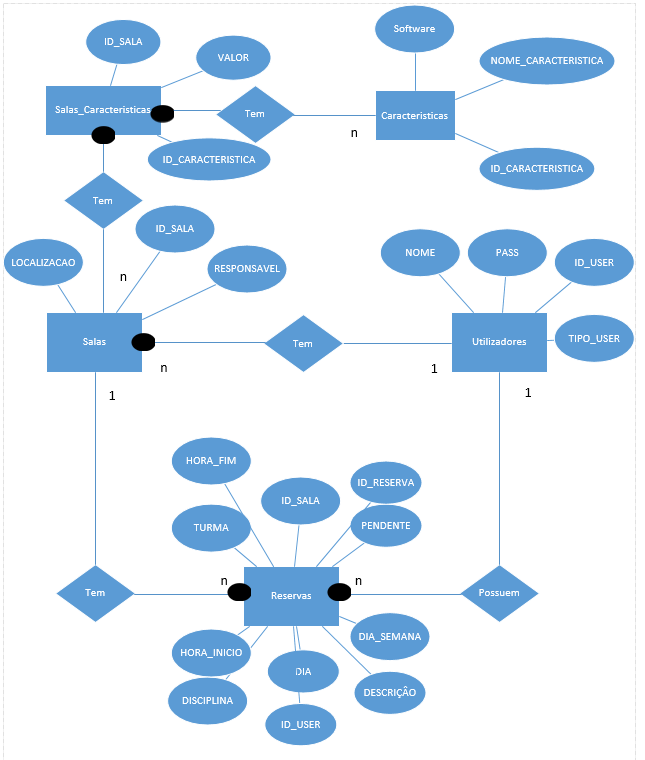 ID_SALA
Software
VALOR
NOME_CARACTERISTICA
Salas_Caracteristicas
Tem
Caracteristicas
n
ID_CARACTERISTICA
ID_CARACTERISTICA
Tem
ID_SALA
n
LOCALIZACAO
RESPONSAVEL
NOME
PASS
ID_USER
TIPO_USER
Salas
Tem
Utilizadores
n
1
1
1
HORA_FIM
ID_SALA
ID_RESERVA
TURMA
PENDENTE
n
n
Tem
Reservas
Possuem
HORA_INICIO
DIA
DIA_SEMANA
DISCIPLINA
DESCRIÇÂO
ID_USER